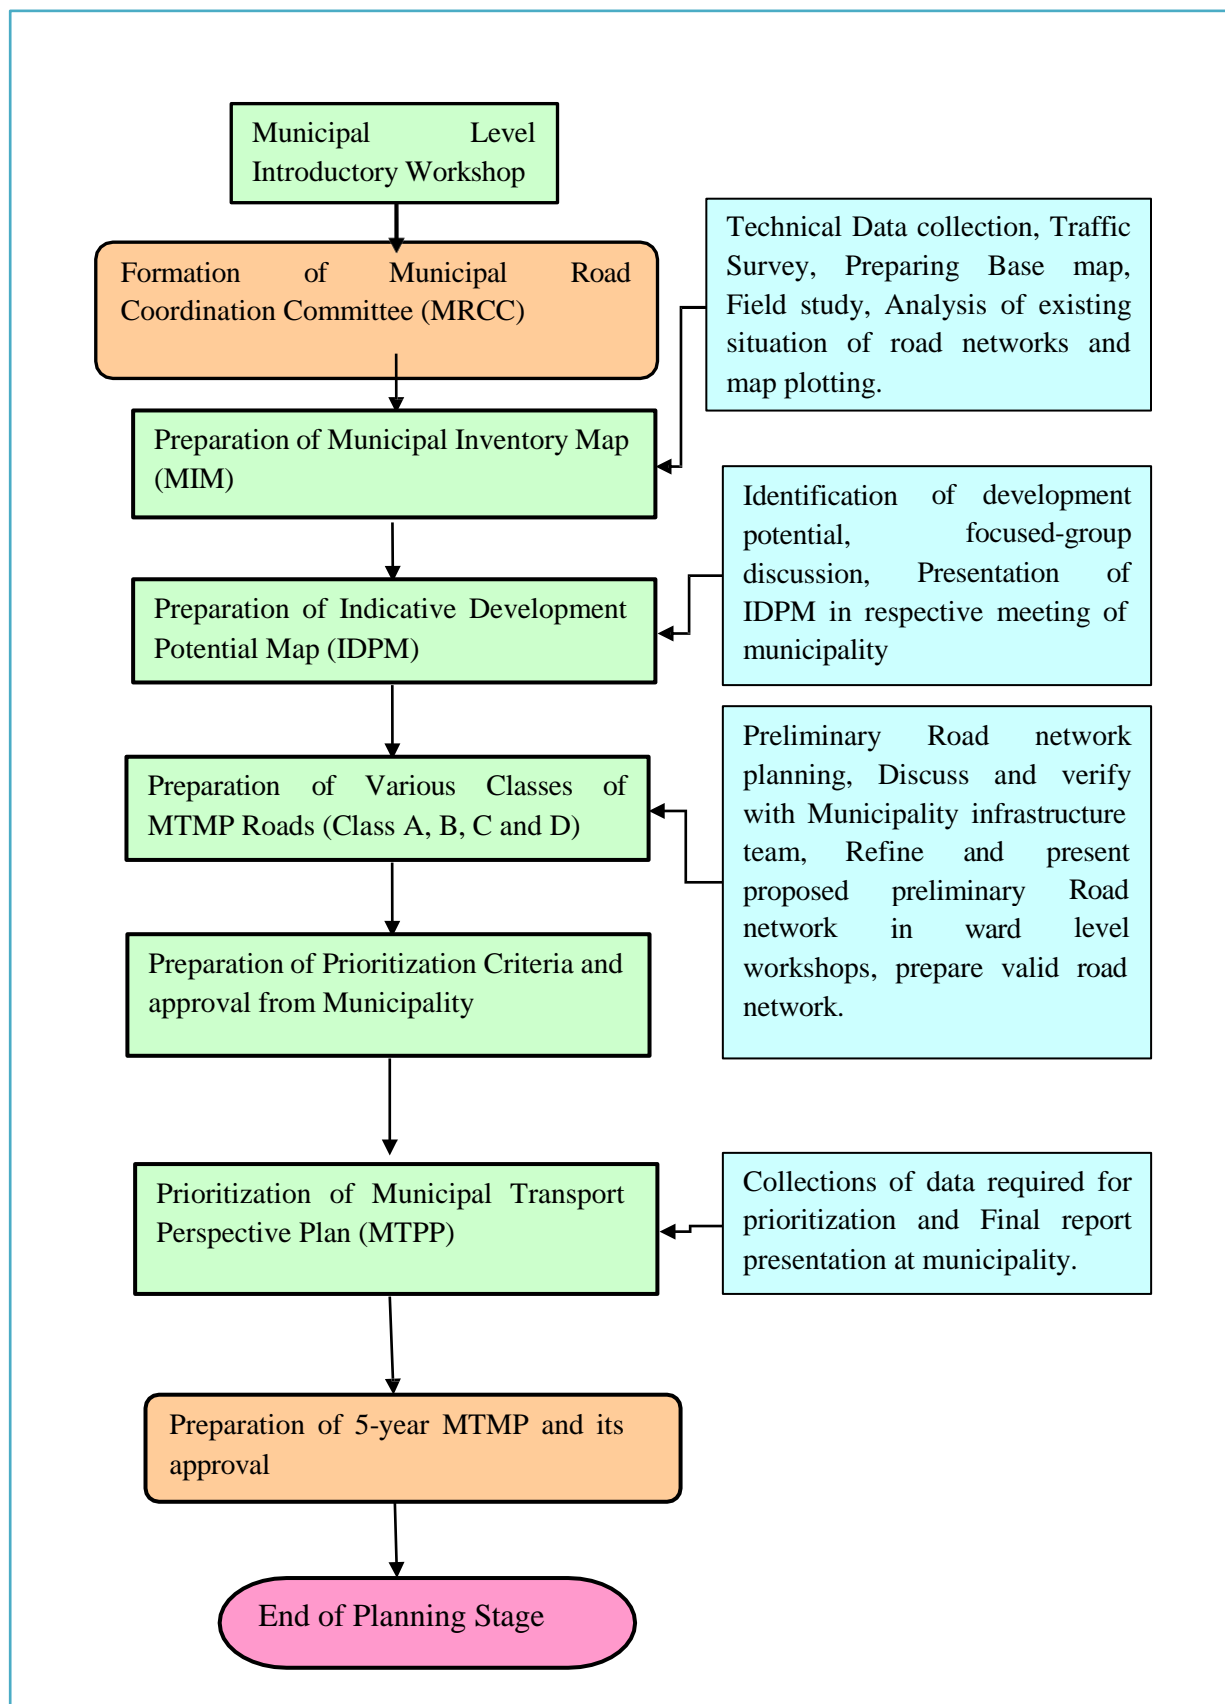 Municipal Level
Introductory Workshop
Formation of Municipal Road
Coordination Committee (MRCC)
Technical Data collection, Traffic
Survey, Preparing Base map,
Field study, Analysis of existing
situation of road networks and
map plotting.
Preparation of Municipal Inventory Map
(MIM)
Identification of development
potential, focused-group
discussion, Presentation of
IDPM in respective meeting of
municipality
Preparation of Indicative Development
Potential Map (IDPM)
Preliminary Road network
planning, Discuss and verify
with Municipality infrastructure
team, Refine and present
proposed preliminary Road
network in ward level
workshops, prepare valid road
network.
Preparation of Various Classes of
MTMP Roads (Class A, B, C and D)
Preparation of Prioritization Criteria and
approval from Municipality
Prioritization of Municipal Transport
Perspective Plan (MTPP)
Collections of data required for
prioritization and Final report
presentation at municipality.
Preparation of 5-year MTMP and its
approval
End of Planning Stage